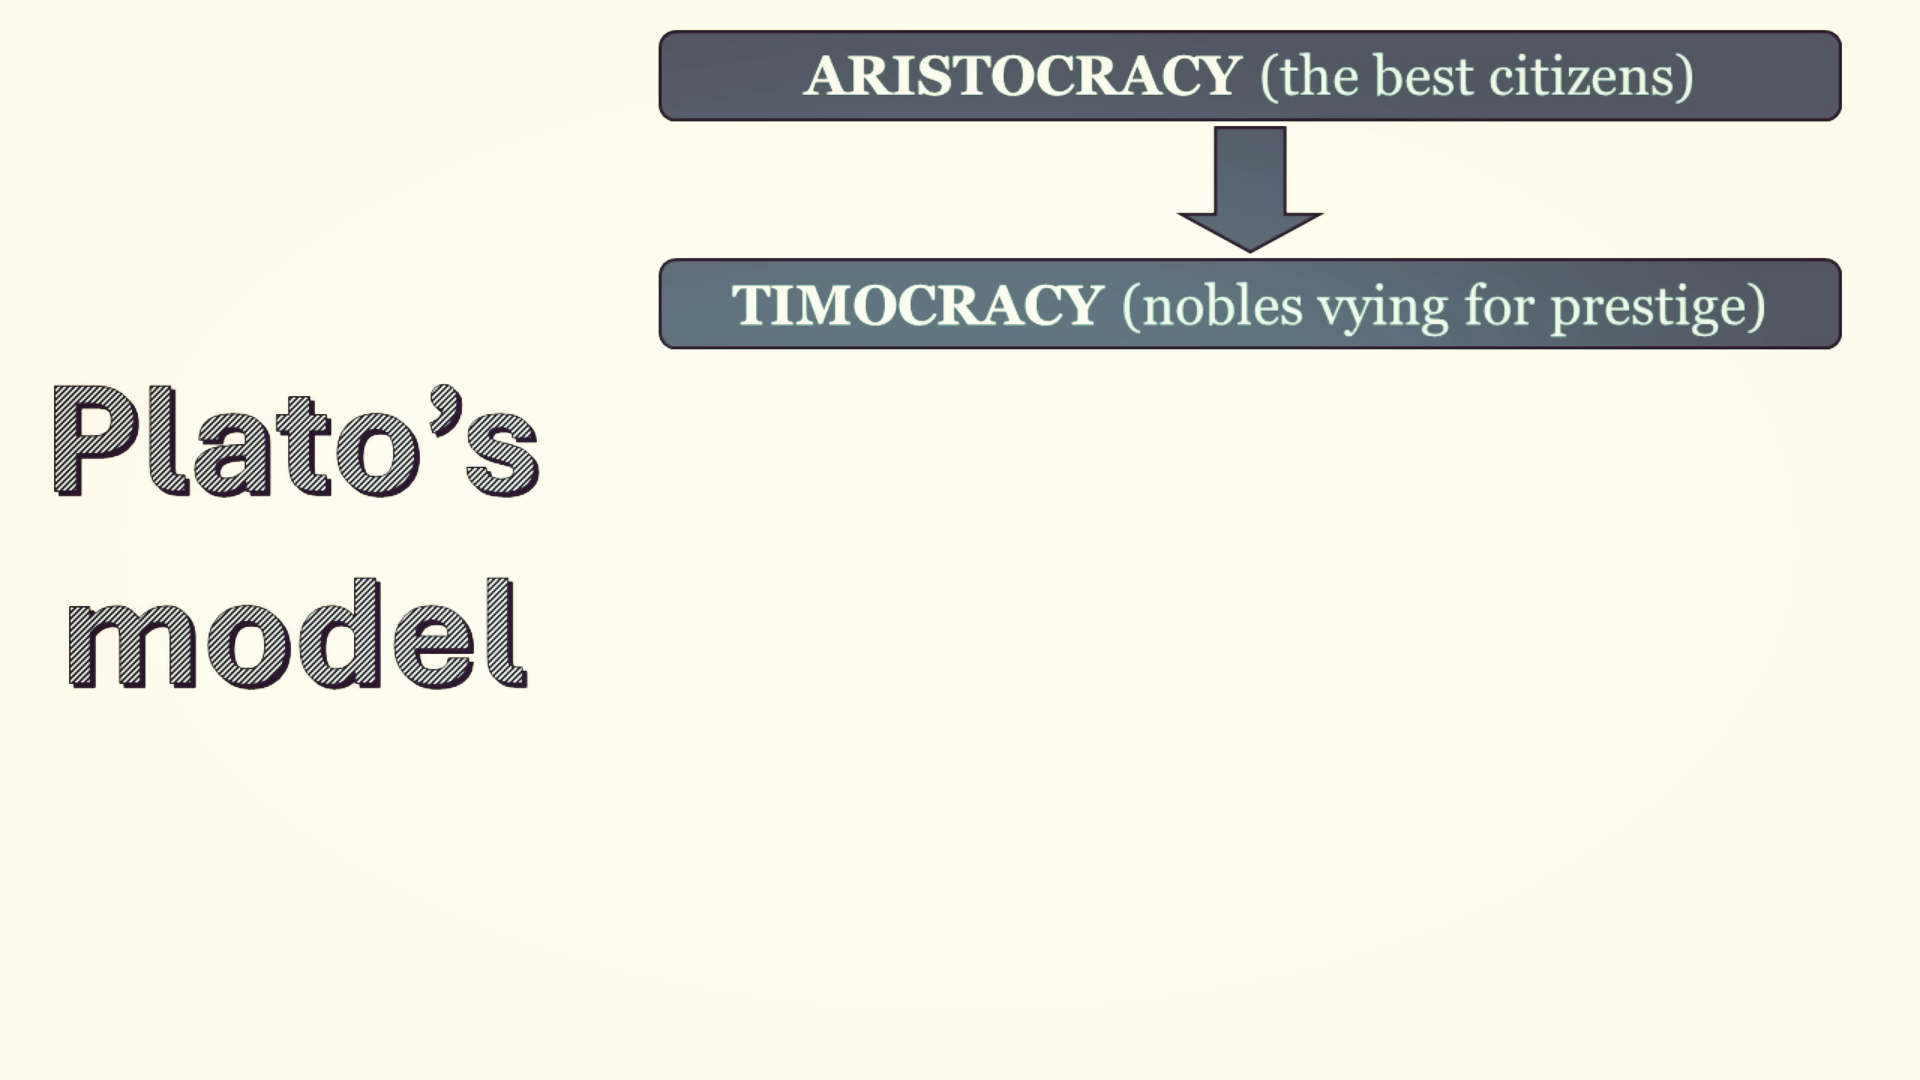 ARISTOCRACY (the best citizens)
TIMOCRACY (nobles vying for prestige)
Plato’s
model